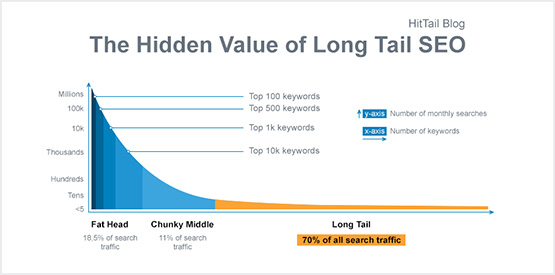 HitTail Blog
The Hidden Value of Long Tail SEO
Millions
100k
10k
Thousands
Hundreds
Tens
<5
Top 100 keywords
Top 500 keywords
Top 1k keywords
Top 10k keywords
y-axis Number of monthly searches
x-axis Number of keywords
Fat Head
18,5% of search
traffic
Chunky Middle
11% of search
traffic
Long Tail
70% of all search traffic